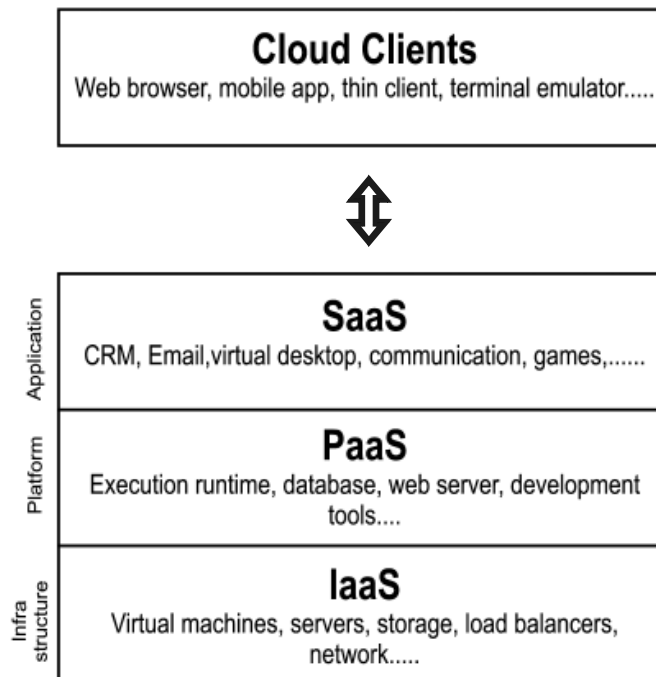 Cloud Clients
Web browser, mobile app, thin client, terminal emulator.....
Application
SaaS
CRM, Email,virtual desktop, communication, games,......
Platform
PaaS
Execution runtime, database, web server, development
tools....
Infra
structure
IaaS
Virtual machines, servers, storage, load balancers,
network.....